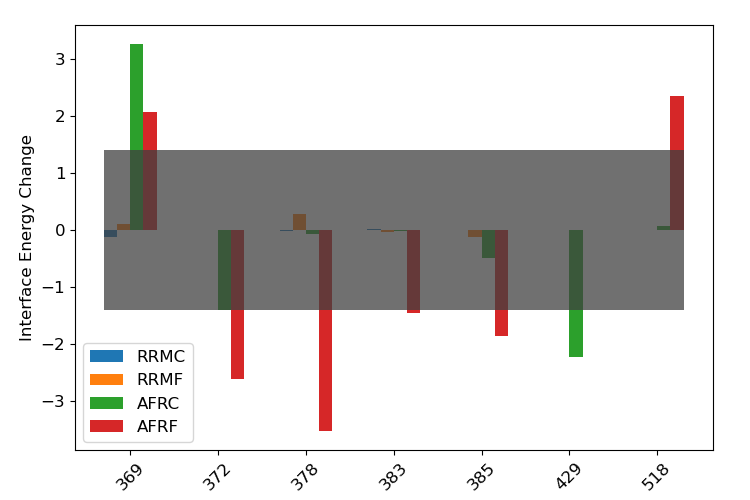 Interface Energy Change
3
2
1
0
−1
−2
−3
RRMC
RRMF
AFRC
AFRF
369 372 378 383 385 429 518